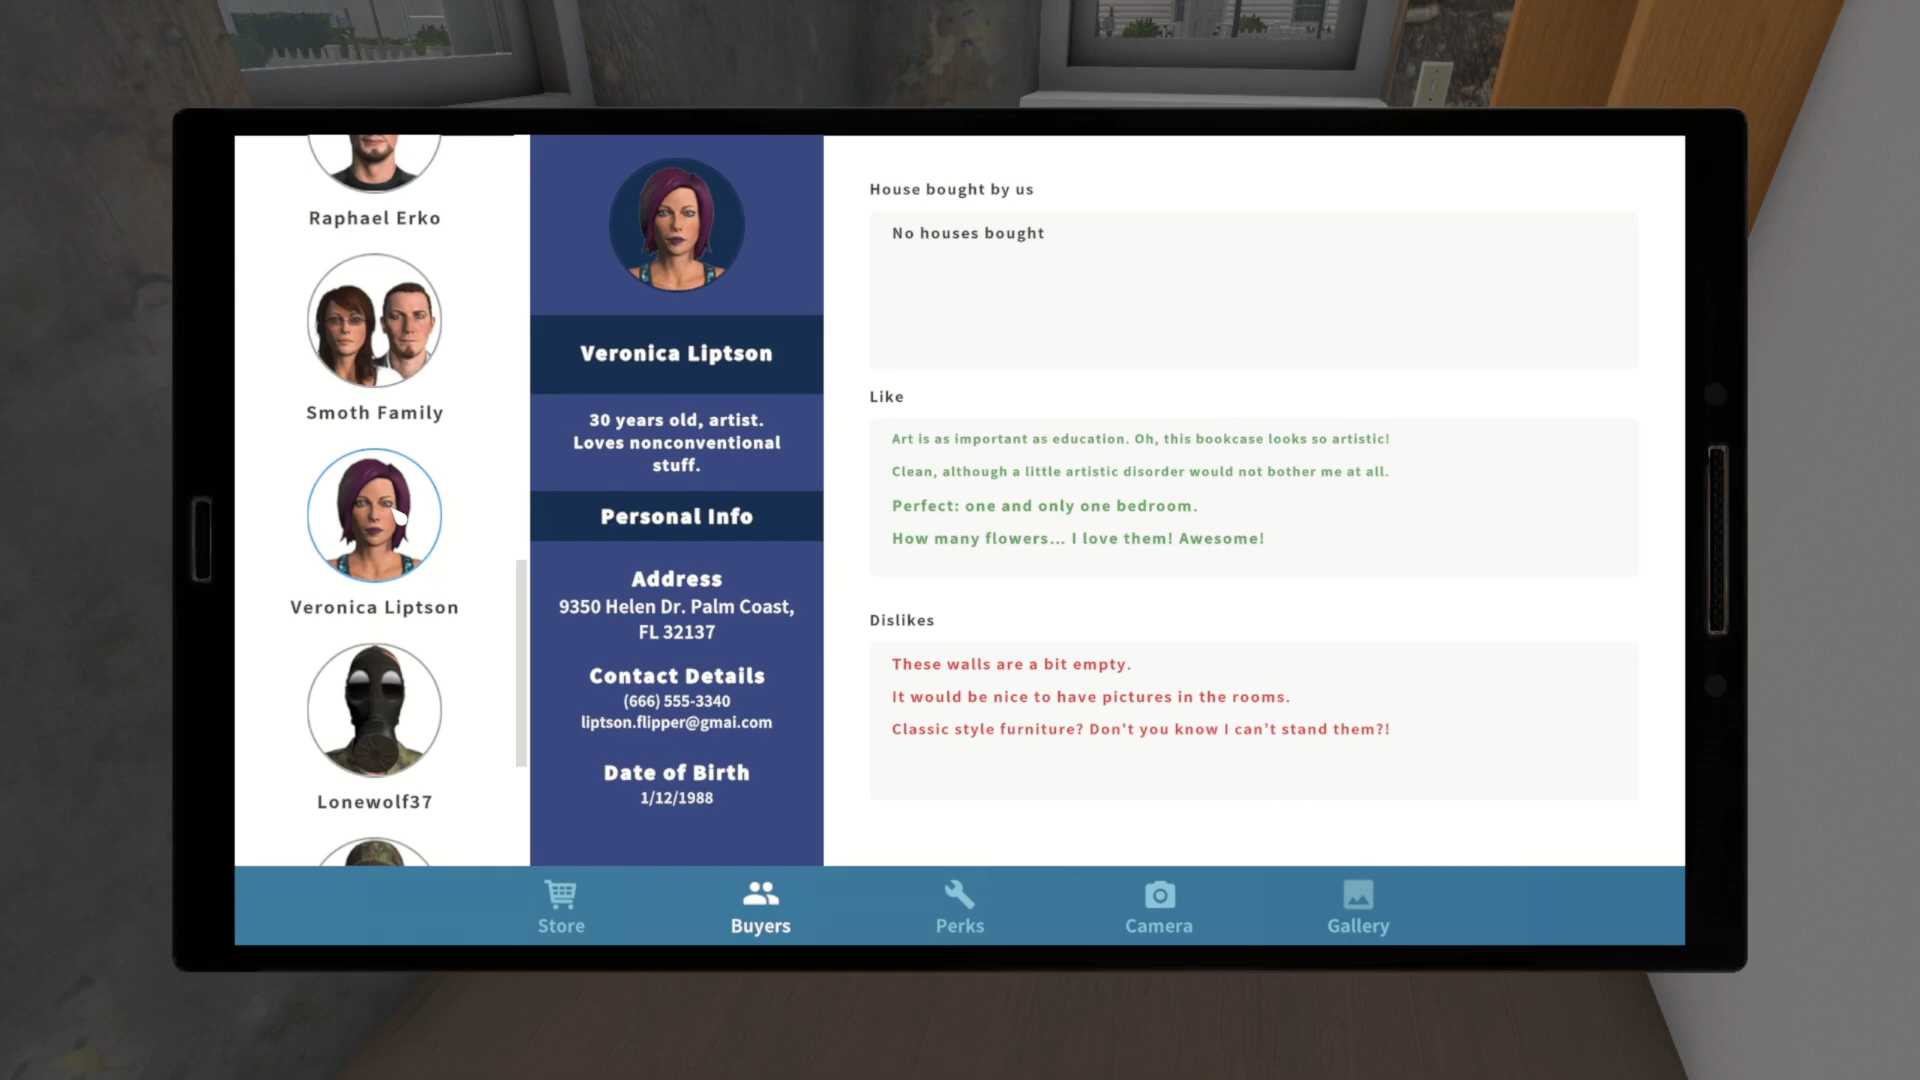 Raphael Erko
Smoth Family
Veronica Liptson
Lonewolf37
Veronica Liptson
30 years old, artist.
Loves nonconventional
stuff.
Personal Info
Address
9350 Helen Dr. Palm Coast,
FL 32137
Contact Details
(666) 555-3340
liptson.flipper@gmai.com
Date of Birth
1/12/1988
House bought by us
No houses bought
Like
Art is as important as education. Oh, this bookcase looks so artistic!
Clean, although a little artistic disorder would not bother me at all.
Perfect: one and only one bedroom.
How many flowers... I love them! Awesome!
Dislikes
These walls are a bit empty.
It would be nice to have pictures in the rooms.
Classic style furniture? Don't you know I can't stand them?!
Store
Buyers
Perks
Camera
Gallery